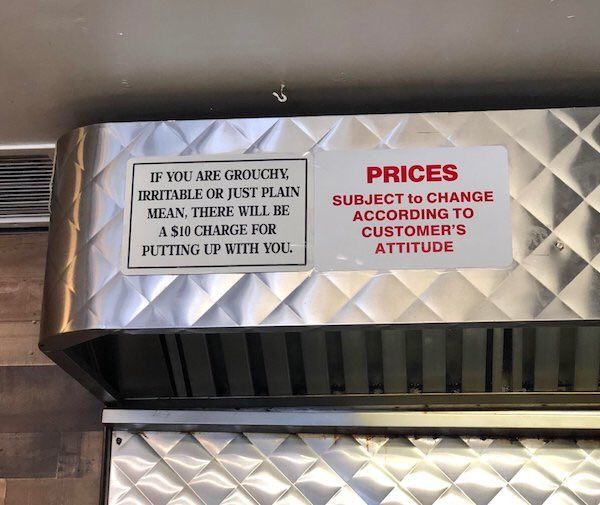 IF YOU ARE GROUCHY,
IRRITABLE OR JUST PLAIN
MEAN, THERE WILL BE
A $10 CHARGE FOR
PUTTING UP WITH YOU.
PRICES
SUBJECT to CHANGE
ACCORDING TO
CUSTOMER'S
ATTITUDE